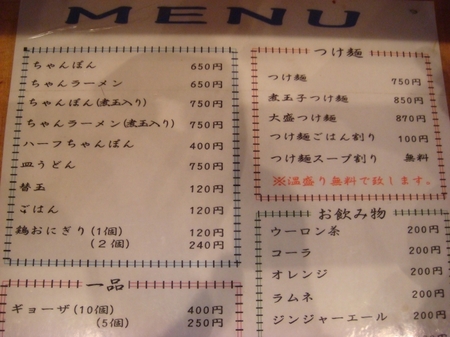 MENU
ちゃんぽん 650円
ちゃんラーメン 650円
ちゃんぽん(煮玉入り) 750円
ちゃんラーメン(煮玉入り) 750円
ハーフちゃんぽん 400円
皿うどん 750円
替玉 120円
ごはん 120円
鶏おにぎり(1個) 120円
(2個) 240円
一品
ギョーザ(10個) 400円
(5個) 250円
つけ麺
つけ麺 750円
煮玉子つけ麺 850円
大盛つけ麺 870円
つけ麺ごはん割り 100円
つけ麺スープ割り 無料
※温盛り無料で致します。
お飲み物
ウーロン茶 200円
コーラ 200円
オレンジ 200円
ラムネ 200円
ジンジャーエール 200円